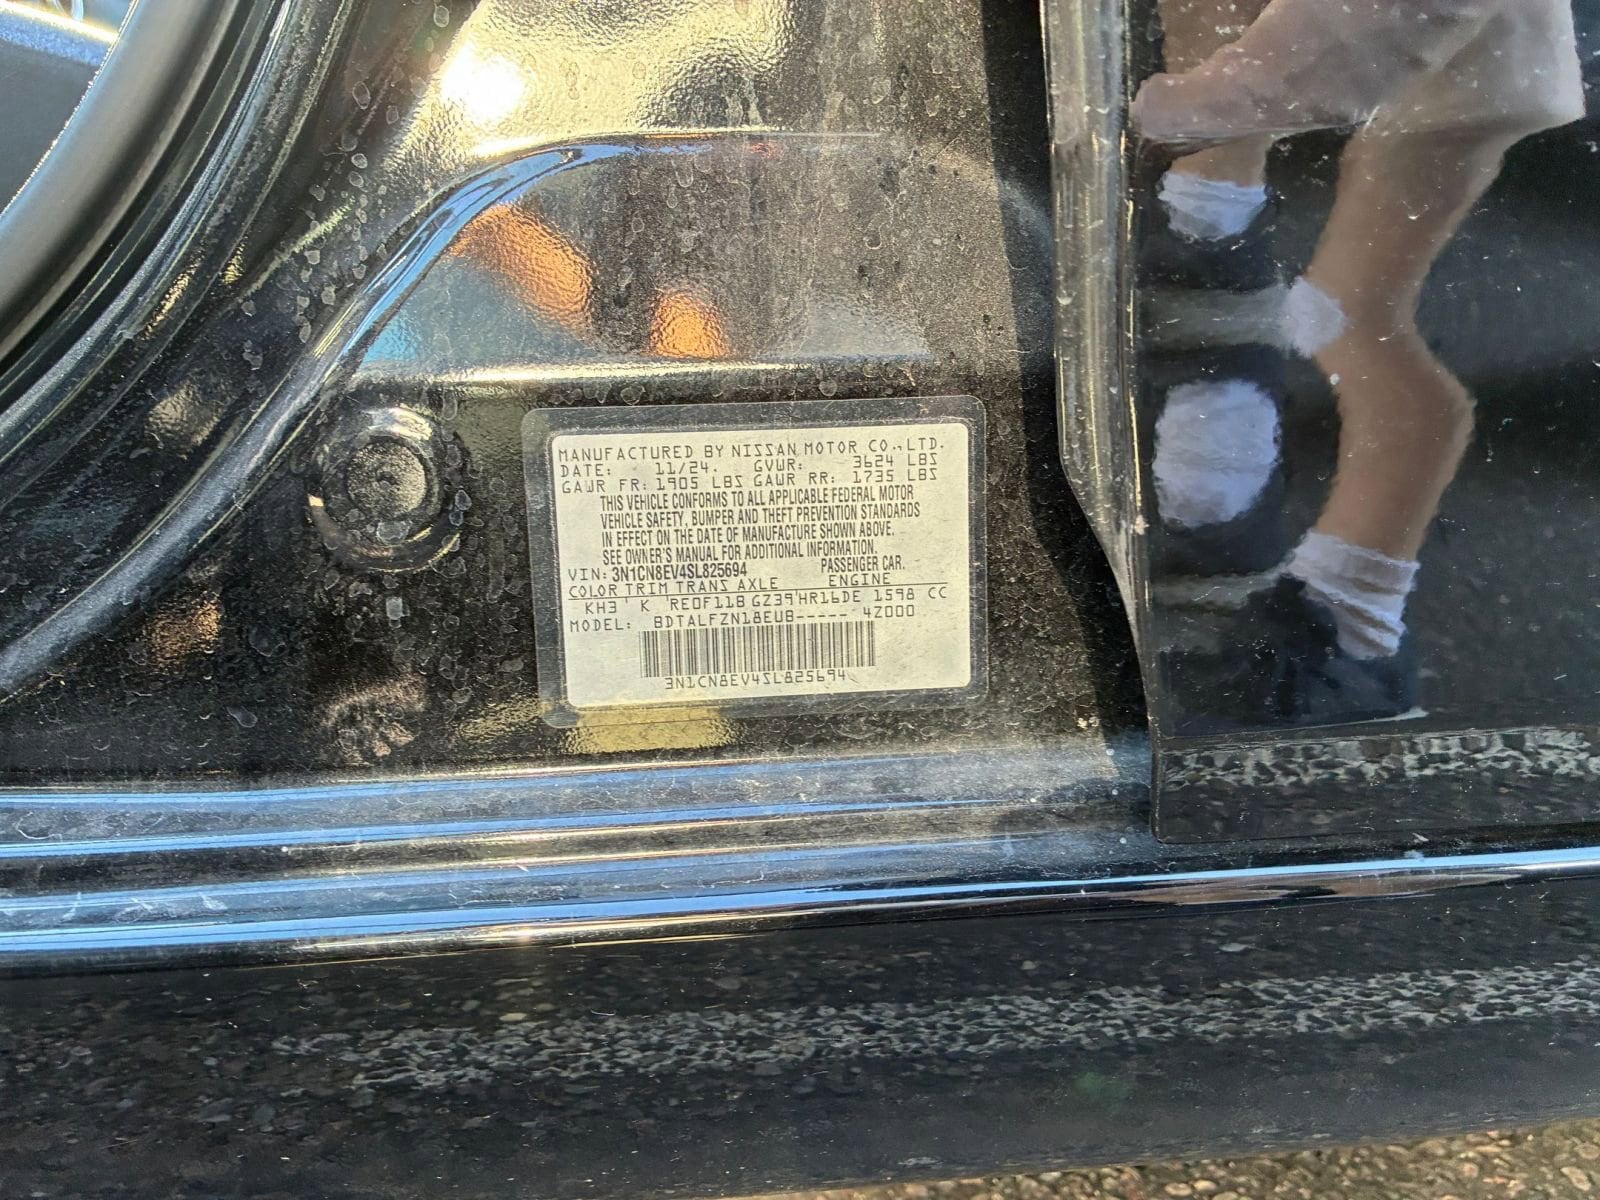 MANUFACTURED BY NISSAN MOTOR CO.,LTD.
DATE: 11/24. GVWR: 3624 LBS
GAWR FR: 1905 LBS GAWR RR: 1735 LBS
THIS VEHICLE CONFORMS TO ALL APPLICABLE FEDERAL MOTOR
VEHICLE SAFETY, BUMPER AND THEFT PREVENTION STANDARDS
IN EFFECT ON THE DATE OF MANUFACTURE SHOWN ABOVE.
SEE OWNER'S MANUAL FOR ADDITIONAL INFORMATION.
VIN: 3N1CN8EV4SL825694 PASSENGER CAR.
COLOR TRIM TRANS AXLE ENGINE
KH3 K RE0F11B GZ39 HR16DE 1598 CC
MODEL: BDTALFZN18EUB----- 4Z000
3N1CN8EV4SL825694